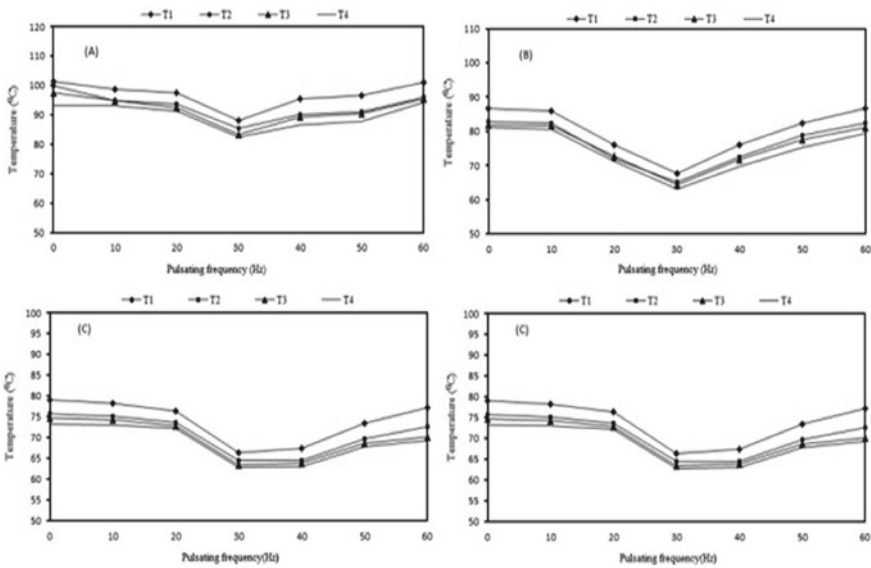 T1 T2 T3 T4
(A)
120
110
100
90
80
70
60
50
Temperature (⁰C)
0 10 20 30 40 50 60
Pulsating frequency (Hz)
T1 T2 T3 T4
(B)
110
100
90
80
70
60
50
Temperature (⁰C)
0 10 20 30 40 50 60
Pulsating frequency (Hz)
T1 T2 T3 T4
(C)
100
95
90
85
80
75
70
65
60
55
50
Temperature (⁰C)
0 10 20 30 40 50 60
Pulsating frequency(Hz)
T1 T2 T3 T4
(C)
100
95
90
85
80
75
70
65
60
55
50
Temperature (⁰C)
0 10 20 30 40 50 60
Pulsating frequency(Hz)